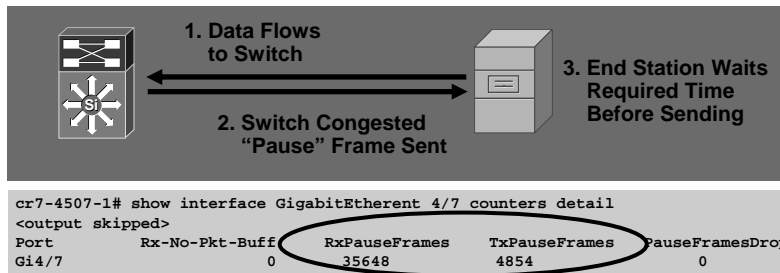 1. Data Flows
to Switch
Si
2. Switch Congested
“Pause” Frame Sent
3. End Station Waits
Required Time
Before Sending
cr7-4507-1# show interface GigabitEtherent 4/7 counters detail
<output skipped>
Port Rx-No-Pkt-Buff RxPauseFrames TxPauseFrames PauseFramesDrop
Gi4/7 0 35648 4854 0